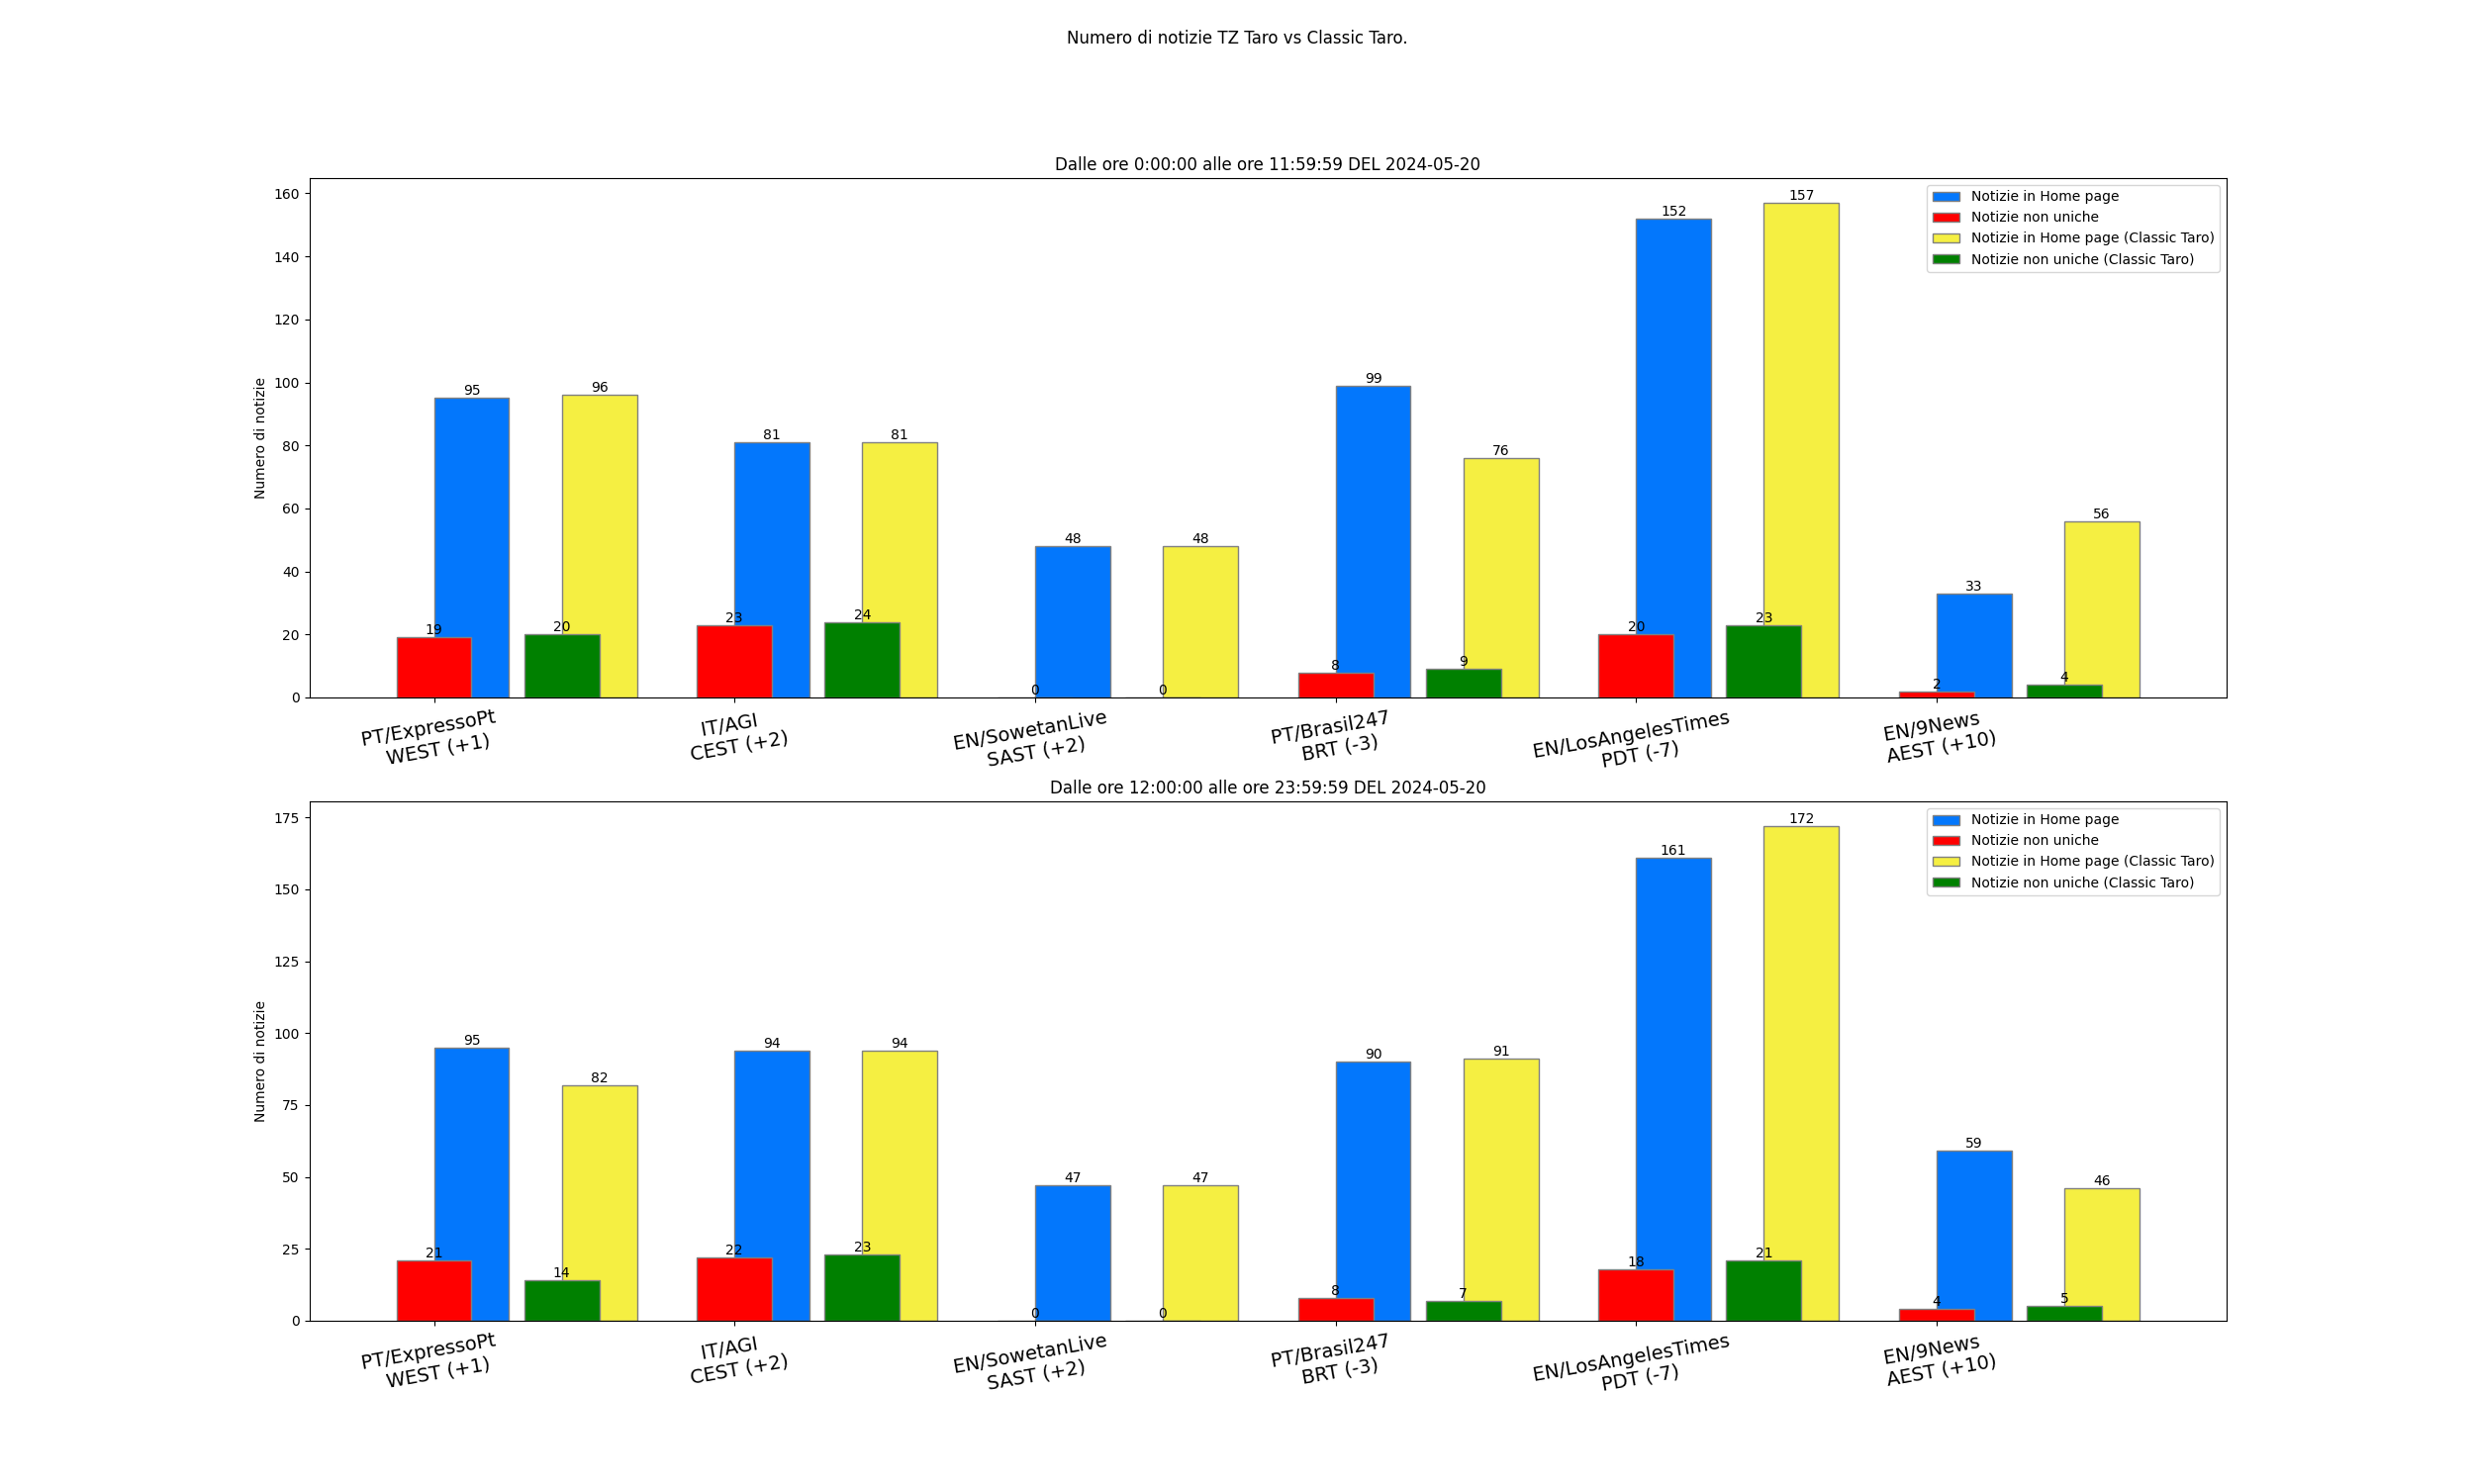 Numero di notizie TZ Taro vs Classic Taro.
Dalle ore 0:00:00 alle ore 11:59:59 DEL 2024-05-20
Numero di notizie
160
140
120
100
80
60
40
20
0
Notizie in Home page
Notizie non uniche
Notizie in Home page (Classic Taro)
Notizie non uniche (Classic Taro)
19
95
20
96
23
81
24
81
0
48
0
48
8
99
9
76
20
152
23
157
2
33
4
56
PT/ExpressoPt
WEST (+1)
IT/AGI
CEST (+2)
EN/SowetanLive
SAST (+2)
PT/Brasil247
BRT (-3)
EN/LosAngelesTimes
PDT (-7)
EN/9News
AEST (+10)
Dalle ore 12:00:00 alle ore 23:59:59 DEL 2024-05-20
Numero di notizie
175
150
125
100
75
50
25
0
Notizie in Home page
Notizie non uniche
Notizie in Home page (Classic Taro)
Notizie non uniche (Classic Taro)
21
95
14
82
22
94
23
94
0
47
0
47
8
90
7
91
18
161
21
172
4
59
5
46
PT/ExpressoPt
WEST (+1)
IT/AGI
CEST (+2)
EN/SowetanLive
SAST (+2)
PT/Brasil247
BRT (-3)
EN/LosAngelesTimes
PDT (-7)
EN/9News
AEST (+10)